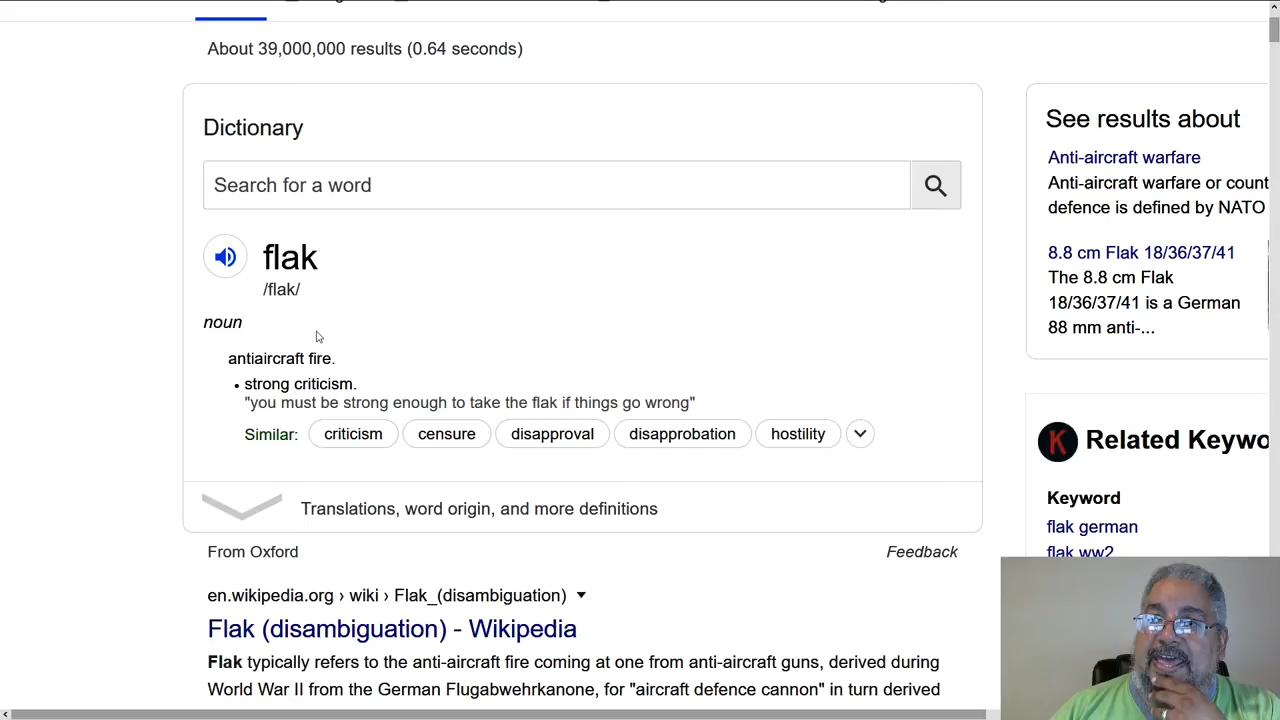 About 39,000,000 results (0.64 seconds)
Dictionary
Search for a word
flak
/flak/
noun
antiaircraft fire.
• strong criticism.
"you must be strong enough to take the flak if things go wrong"
Similar: criticism censure disapproval disapprobation hostility
Translations, word origin, and more definitions
From Oxford Feedback
en.wikipedia.org › wiki › Flak_(disambiguation)
Flak (disambiguation) - Wikipedia
Flak typically refers to the anti-aircraft fire coming at one from anti-aircraft guns, derived during
World War II from the German Flugabwehrkanone, for "aircraft defence cannon" in turn derived
See results about
Anti-aircraft warfare
Anti-aircraft warfare or count
defence is defined by NATO
8.8 cm Flak 18/36/37/41
The 8.8 cm Flak
18/36/37/41 is a German
88 mm anti-...
K Related Keywo
Keyword
flak german
flak ww2